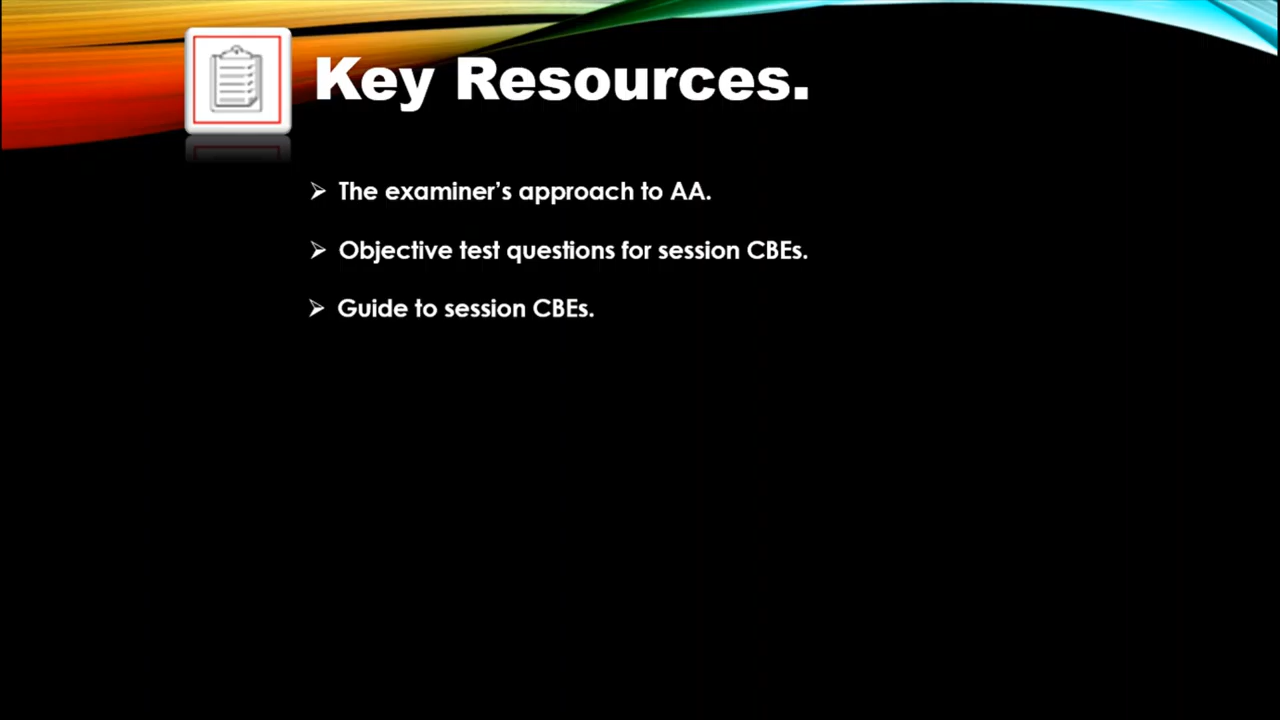 Key Resources.
The examiner's approach to AA.
Objective test questions for session CBEs.
Guide to session CBEs.